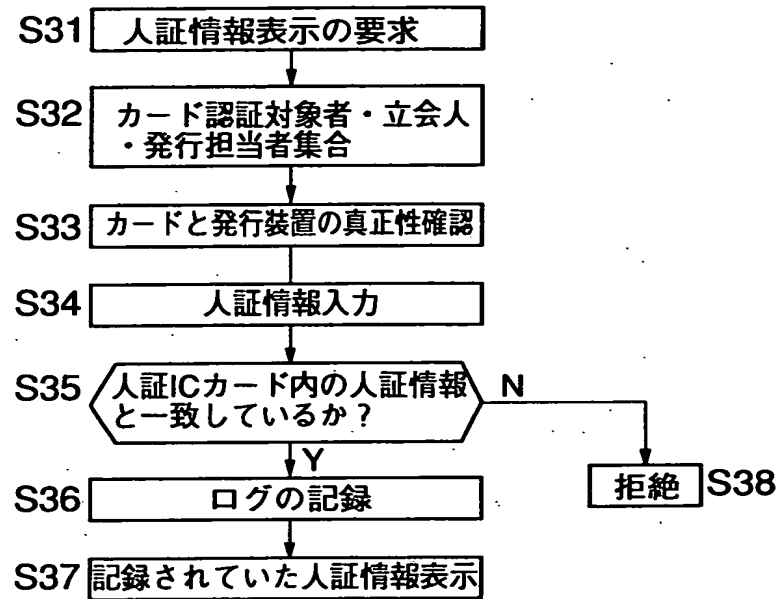 S31 人証情報表示の要求
S32 カード認証対象者・立会人
・発行担当者集合
S33 カードと発行装置の真正性確認
S34 人証情報入力
S35 人証ICカード内の人証情報
と一致しているか？
N
Y
S36 ログの記録
拒絶 S38
S37 記録されていた人証情報表示